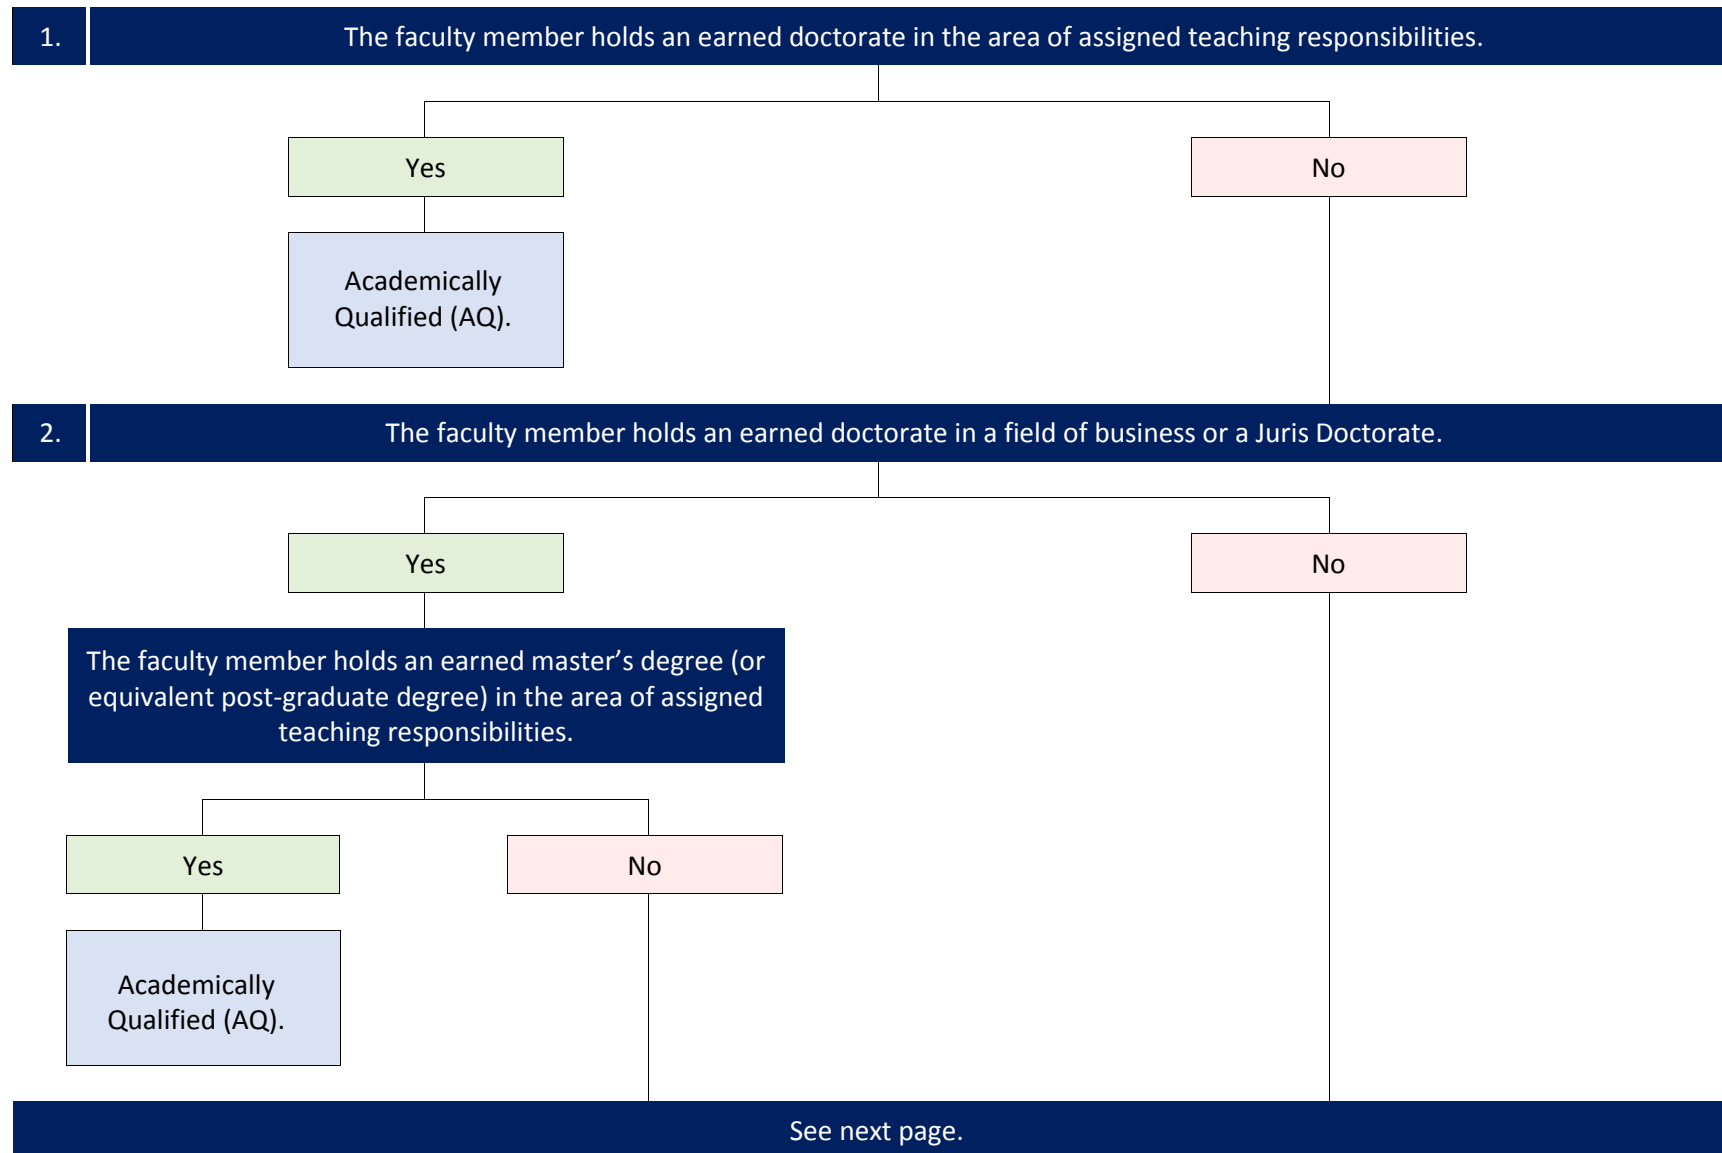 1.
The faculty member holds an earned doctorate in the area of assigned teaching responsibilities.
Yes
No
Academically
Qualified (AQ).
2.
The faculty member holds an earned doctorate in a field of business or a Juris Doctorate.
Yes
No
The faculty member holds an earned master’s degree (or
equivalent post-graduate degree) in the area of assigned
teaching responsibilities.
Yes
No
Academically
Qualified (AQ).
See next page.